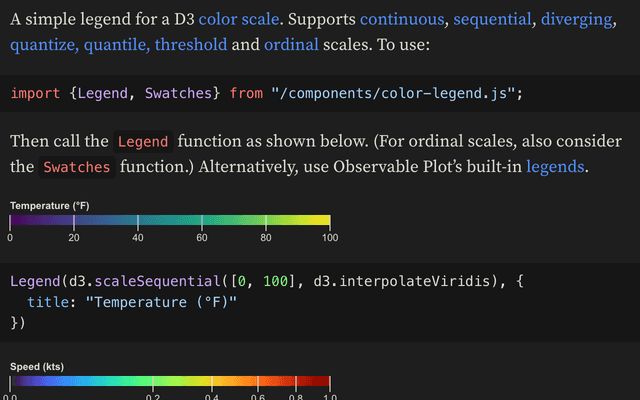 A simple legend for a D3 color scale. Supports continuous, sequential, diverging,
quantize, quantile, threshold and ordinal scales. To use:
import {Legend, Swatches} from "/components/color-legend.js";
Then call the Legend function as shown below. (For ordinal scales, also consider
the Swatches function.) Alternatively, use Observable Plot’s built-in legends.
Temperature (°F)
0 20 40 60 80 100
Legend(d3.scaleSequential([0, 100], d3.interpolateViridis), {
  title: "Temperature (°F)"
})
Speed (kts)
0.0 0.2 0.4 0.6 0.8 1.0